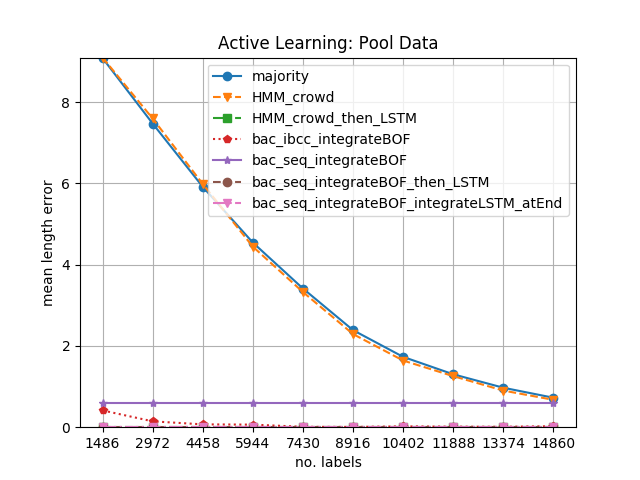 Active Learning: Pool Data
mean length error
8
6
4
2
0
majority
HMM_crowd
HMM_crowd_then_LSTM
bac_ibcc_integrateBOF
bac_seq_integrateBOF
bac_seq_integrateBOF_then_LSTM
bac_seq_integrateBOF_integrateLSTM_atEnd
1486 2972 4458 5944 7430 8916 10402 11888 13374 14860
no. labels